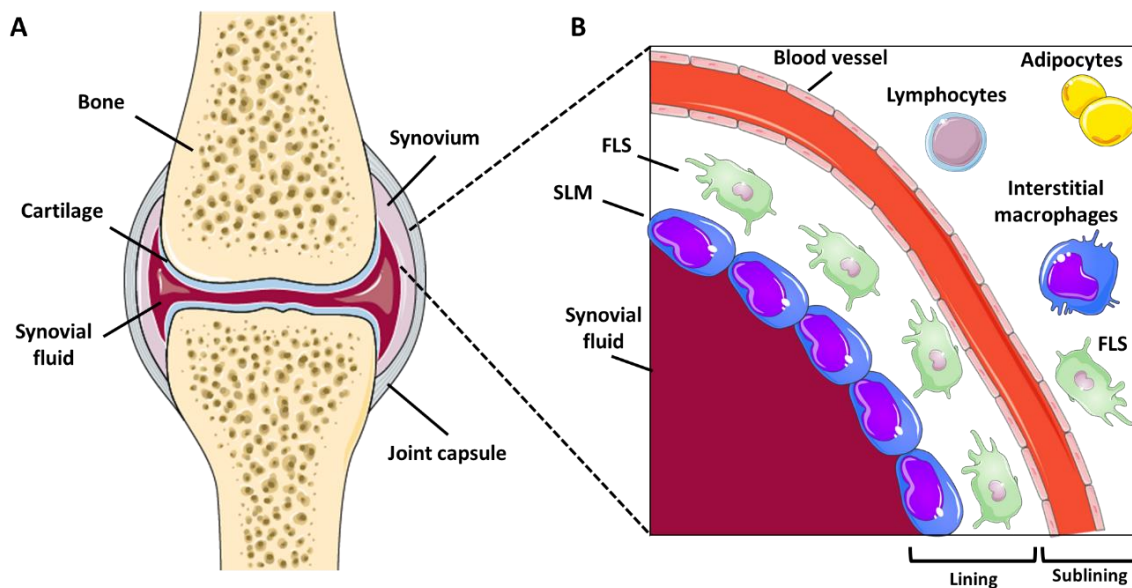 A
Bone
Synovium
Cartilage
Synovial
fluid
Joint capsule
B
Blood vessel
Adipocytes
Lymphocytes
FLS
SLM
Interstitial
macrophages
Synovial
fluid
FLS
Lining
Sublining